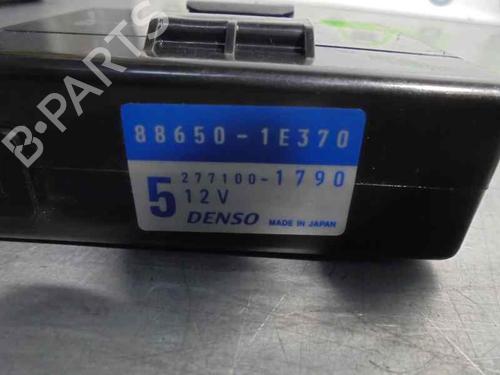 B-PARTS
88650-1E370
277100-1790
5 12V
DENSO MADE IN JAPAN